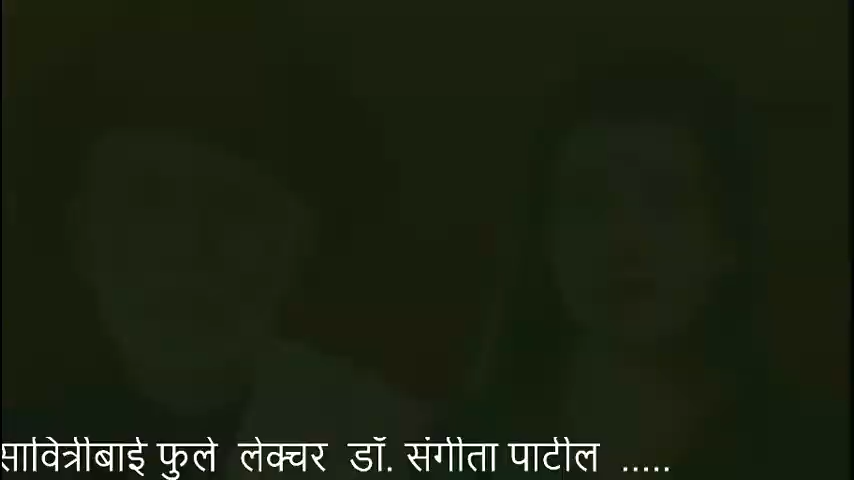 सावित्रीबाई फुले लेक्चर डॉ. संगीता पाटील .....